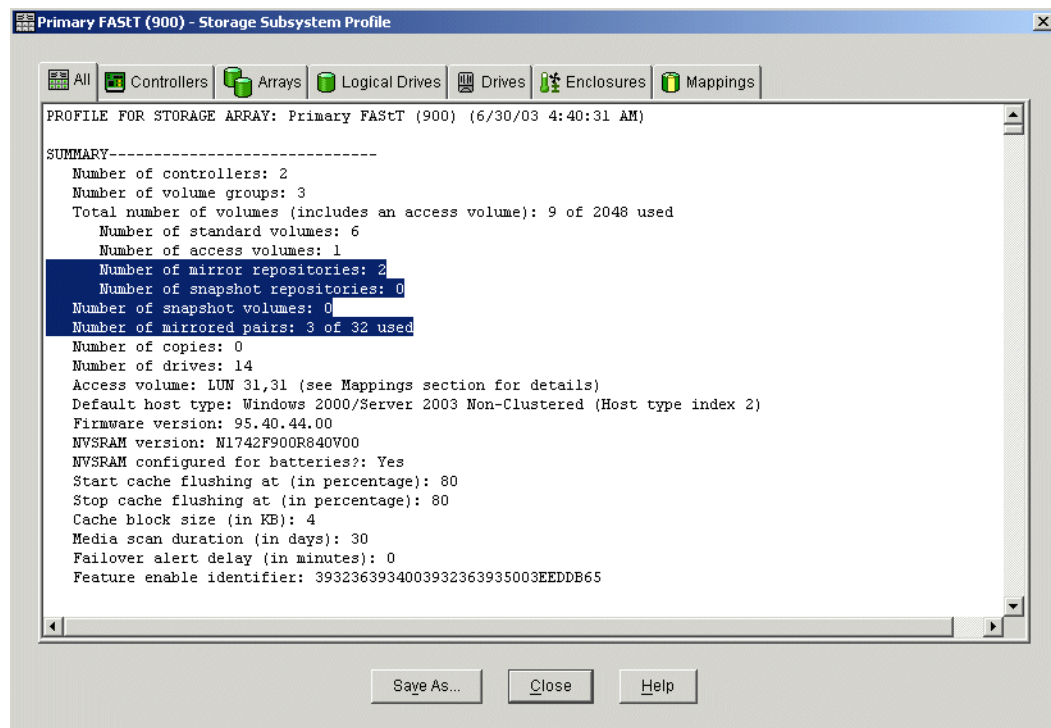 Primary FAStT (900) - Storage Subsystem Profile
All Controllers Arrays Logical Drives Drives Enclosures Mappings
PROFILE FOR STORAGE ARRAY: Primary FAStT (900) (6/30/03 4:40:31 AM)
SUMMARY------------------------------
Number of controllers: 2
Number of volume groups: 3
Total number of volumes (includes an access volume): 9 of 2048 used
Number of standard volumes: 6
Number of access volumes: 1
Number of mirror repositories: 2
Number of snapshot repositories: 0
Number of snapshot volumes: 0
Number of mirrored pairs: 3 of 32 used
Number of copies: 0
Number of drives: 14
Access volume: LUN 31,31 (see Mappings section for details)
Default host type: Windows 2000/Server 2003 Non-Clustered (Host type index 2)
Firmware version: 95.40.44.00
NVSRAM version: N1742F900R840V00
NVSRAM configured for batteries?: Yes
Start cache flushing at (in percentage): 80
Stop cache flushing at (in percentage): 80
Cache block size (in KB): 4
Media scan duration (in days): 30
Failover alert delay (in minutes): 0
Feature enable identifier: 3932363934003932363935003EEDDB65
Save As... Close Help